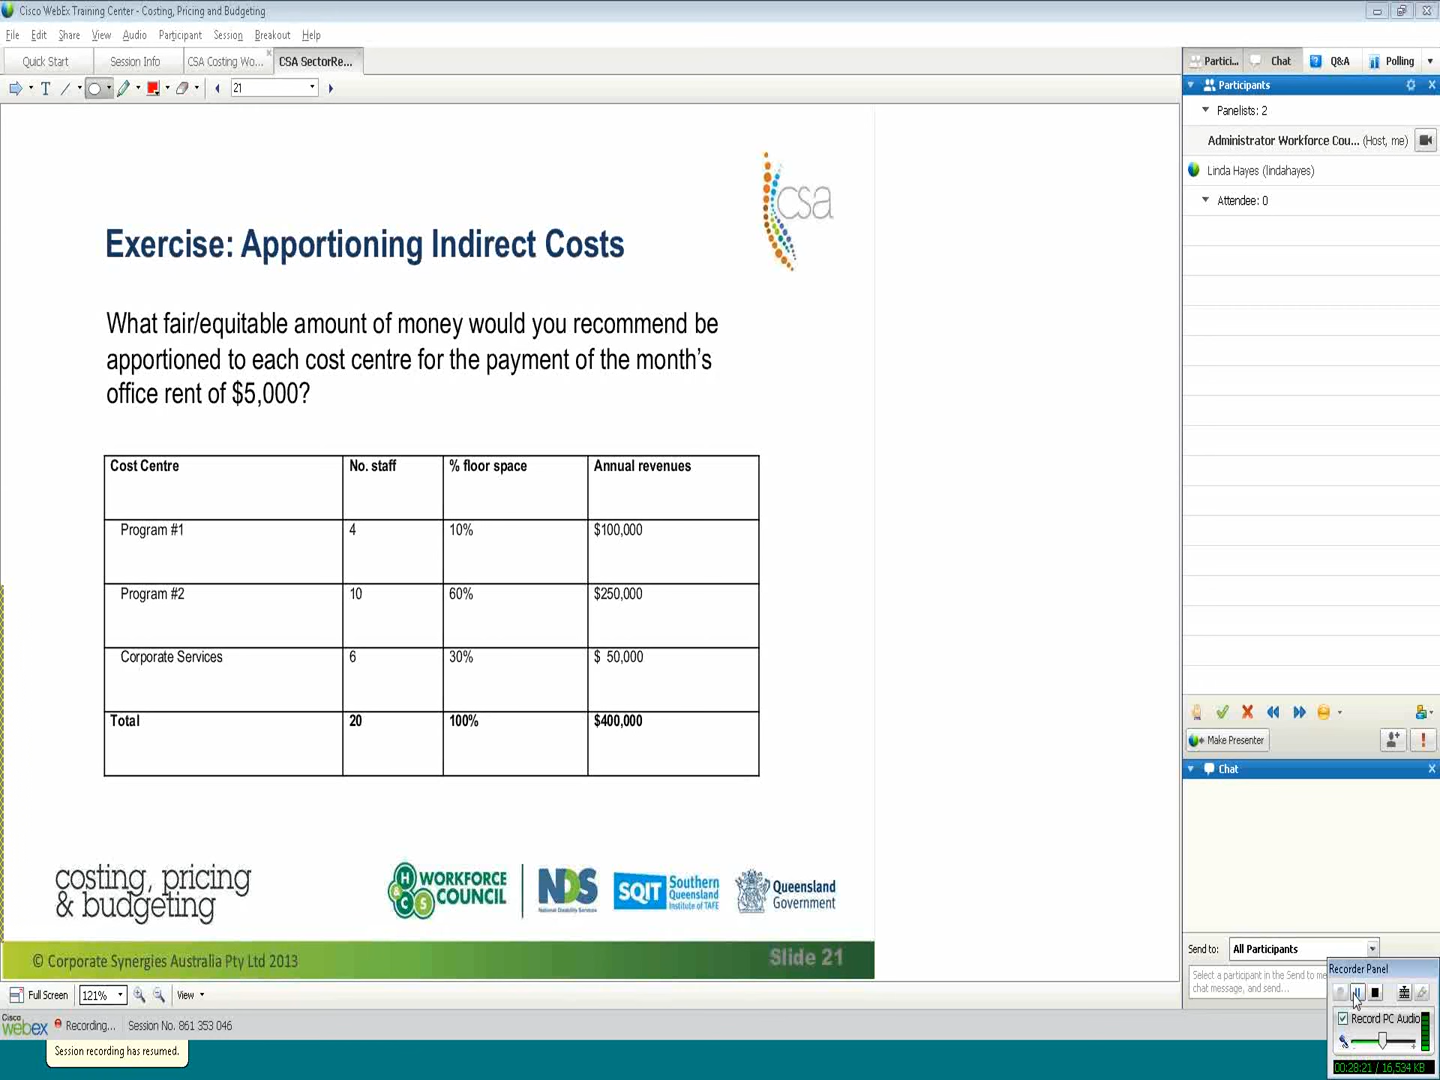 Cisco WebEx Training Center - Costing, Pricing and Budgeting
File Edit Share View Audio Participant Session Breakout Help
Quick Start Session Info CSA Costing Wo... CSA SectorRe...
Partici... Chat Q&A Polling
T 21
Participants
Panelists: 2
Administrator Workforce Cou... (Host, me)
Linda Hayes (lindahayes)
Attendee: 0
csa
Exercise: Apportioning Indirect Costs
What fair/equitable amount of money would you recommend be
apportioned to each cost centre for the payment of the month's
office rent of $5,000?
Cost Centre No. staff % floor space Annual revenues
Program #1 4 10% $100,000
Program #2 10 60% $250,000
Corporate Services 6 30% $ 50,000
Total 20 100% $400,000
Make Presenter
Chat
costing, pricing
& budgeting
H & C S
WORKFORCE
COUNCIL
NDS
National Disability Services
SQIT
Southern
Queensland
Institute of TAFE
Queensland
Government
© Corporate Synergies Australia Pty Ltd 2013
Slide 21
Send to: All Participants
Select a participant in the Send to me
chat message, and send...
Recorder Panel
Record PC Audio
00:28:21 / 16,534 KB
Full Screen 121% View
Cisco
webex
Recording... Session No. 861 353 046
Session recording has resumed.